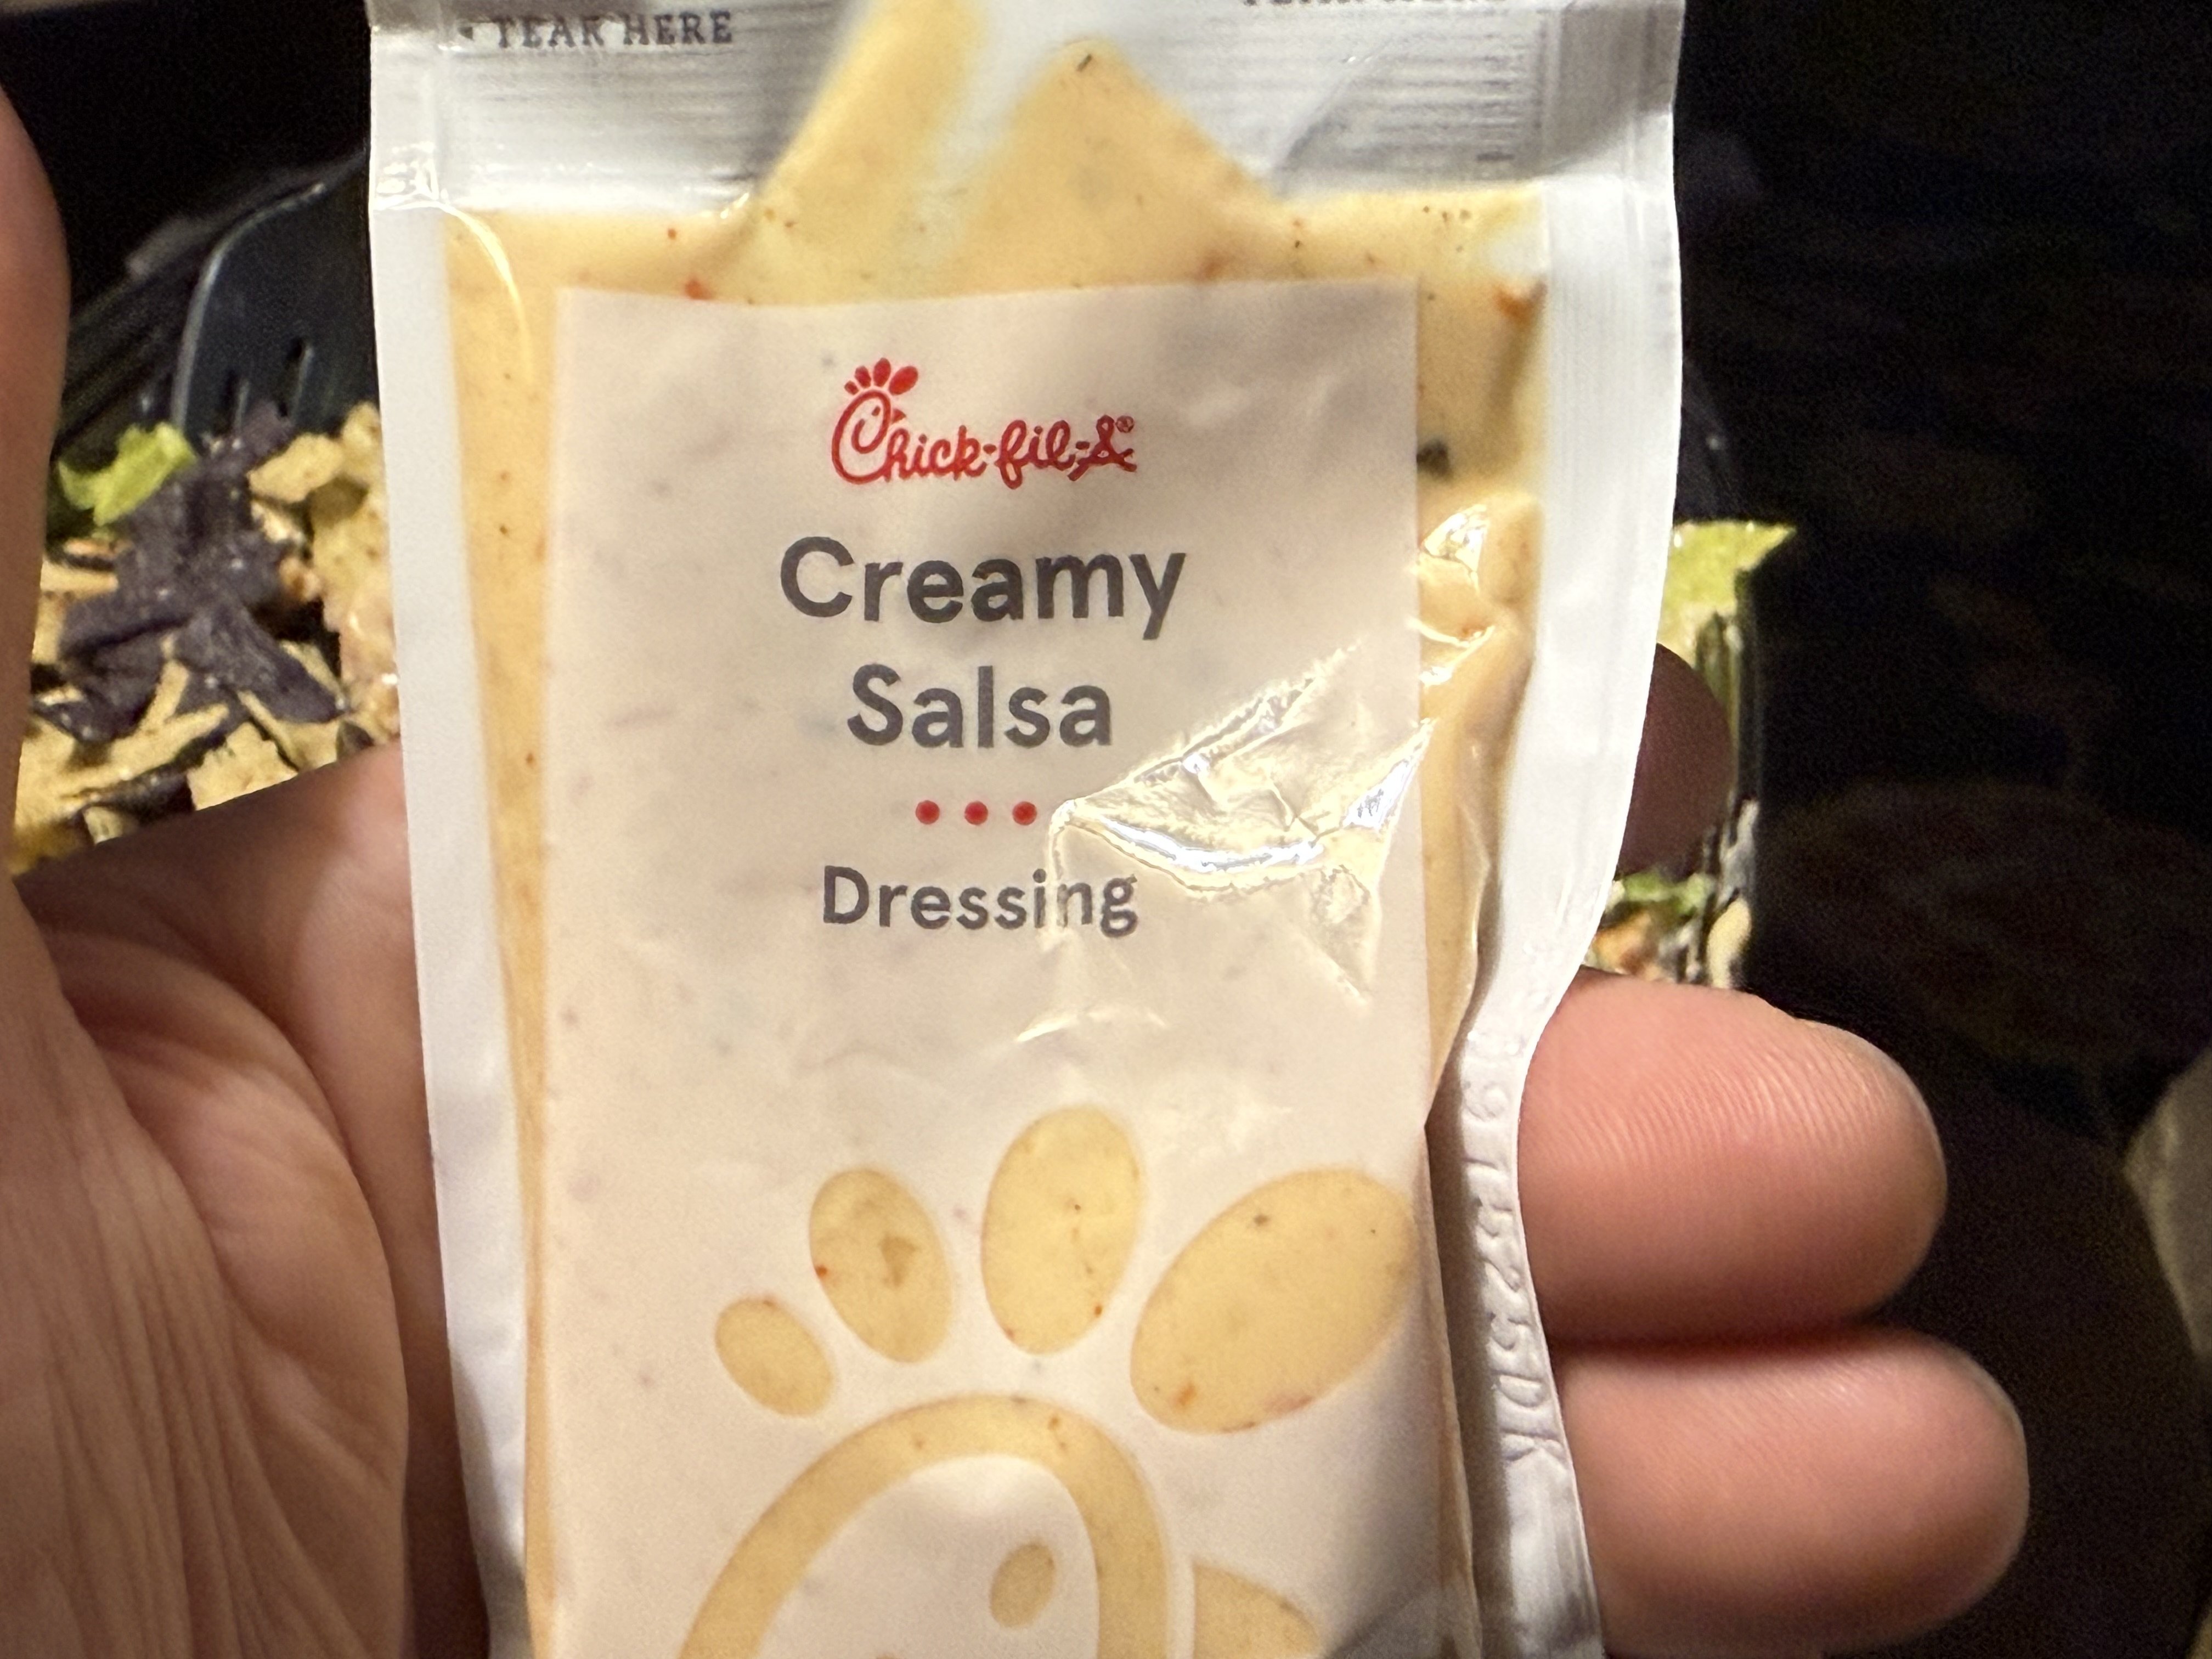 TEAR HERE
Chick-fil-A®
Creamy
Salsa
Dressing